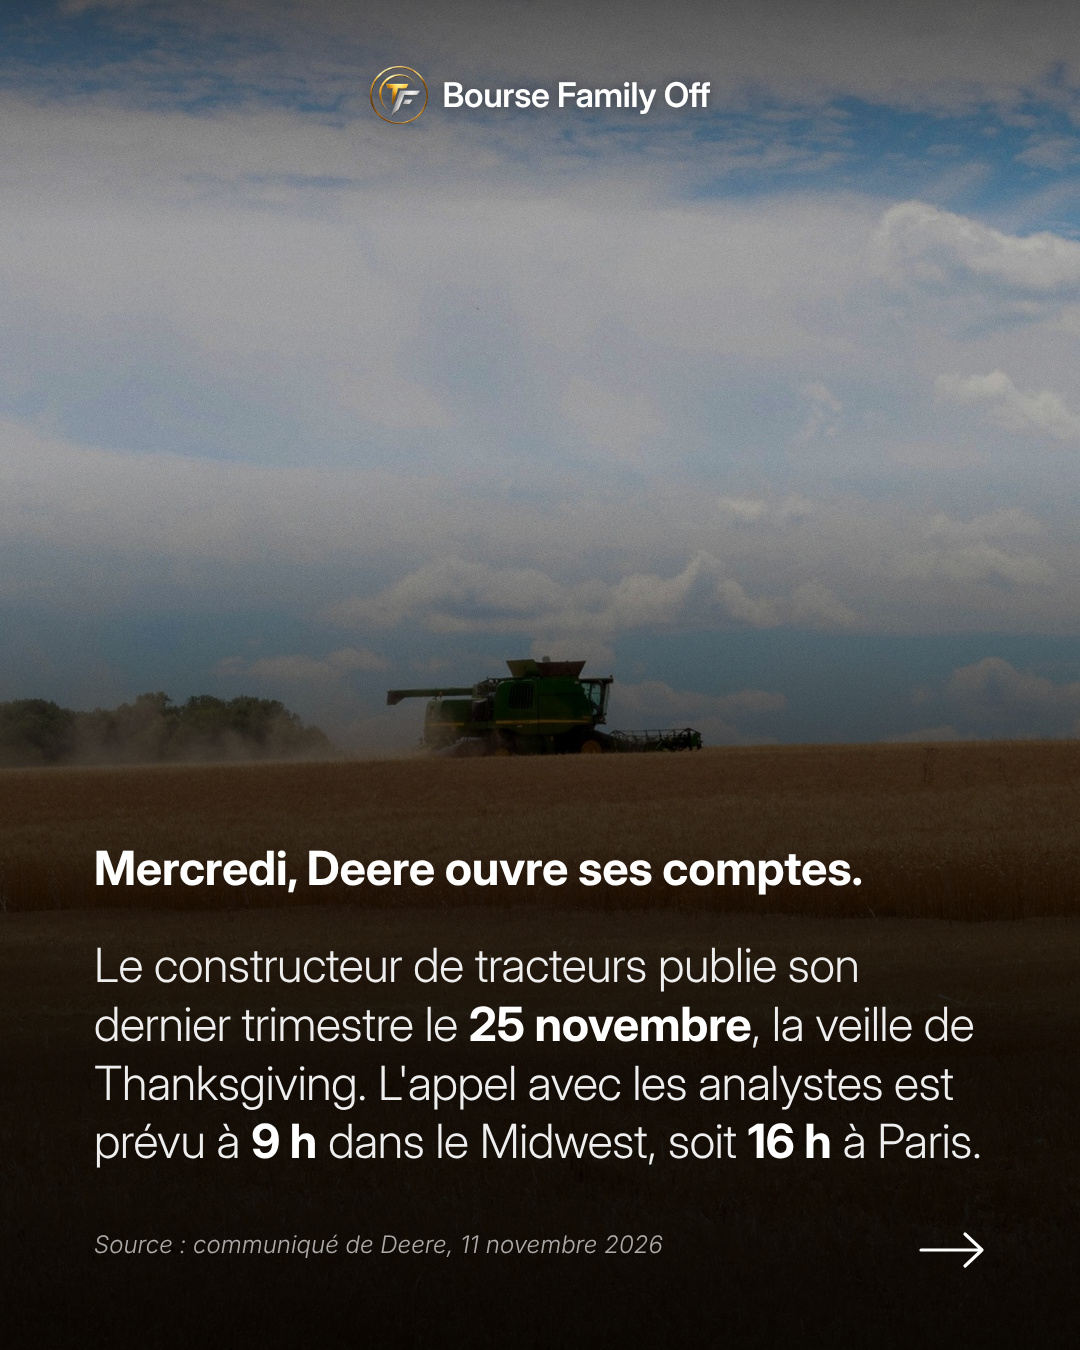 Bourse Family Off
Mercredi, Deere ouvre ses comptes.
Le constructeur de tracteurs publie son
dernier trimestre le 25 novembre, la veille de
Thanksgiving. L'appel avec les analystes est
prévu à 9 h dans le Midwest, soit 16 h à Paris.
Source : communiqué de Deere, 11 novembre 2026